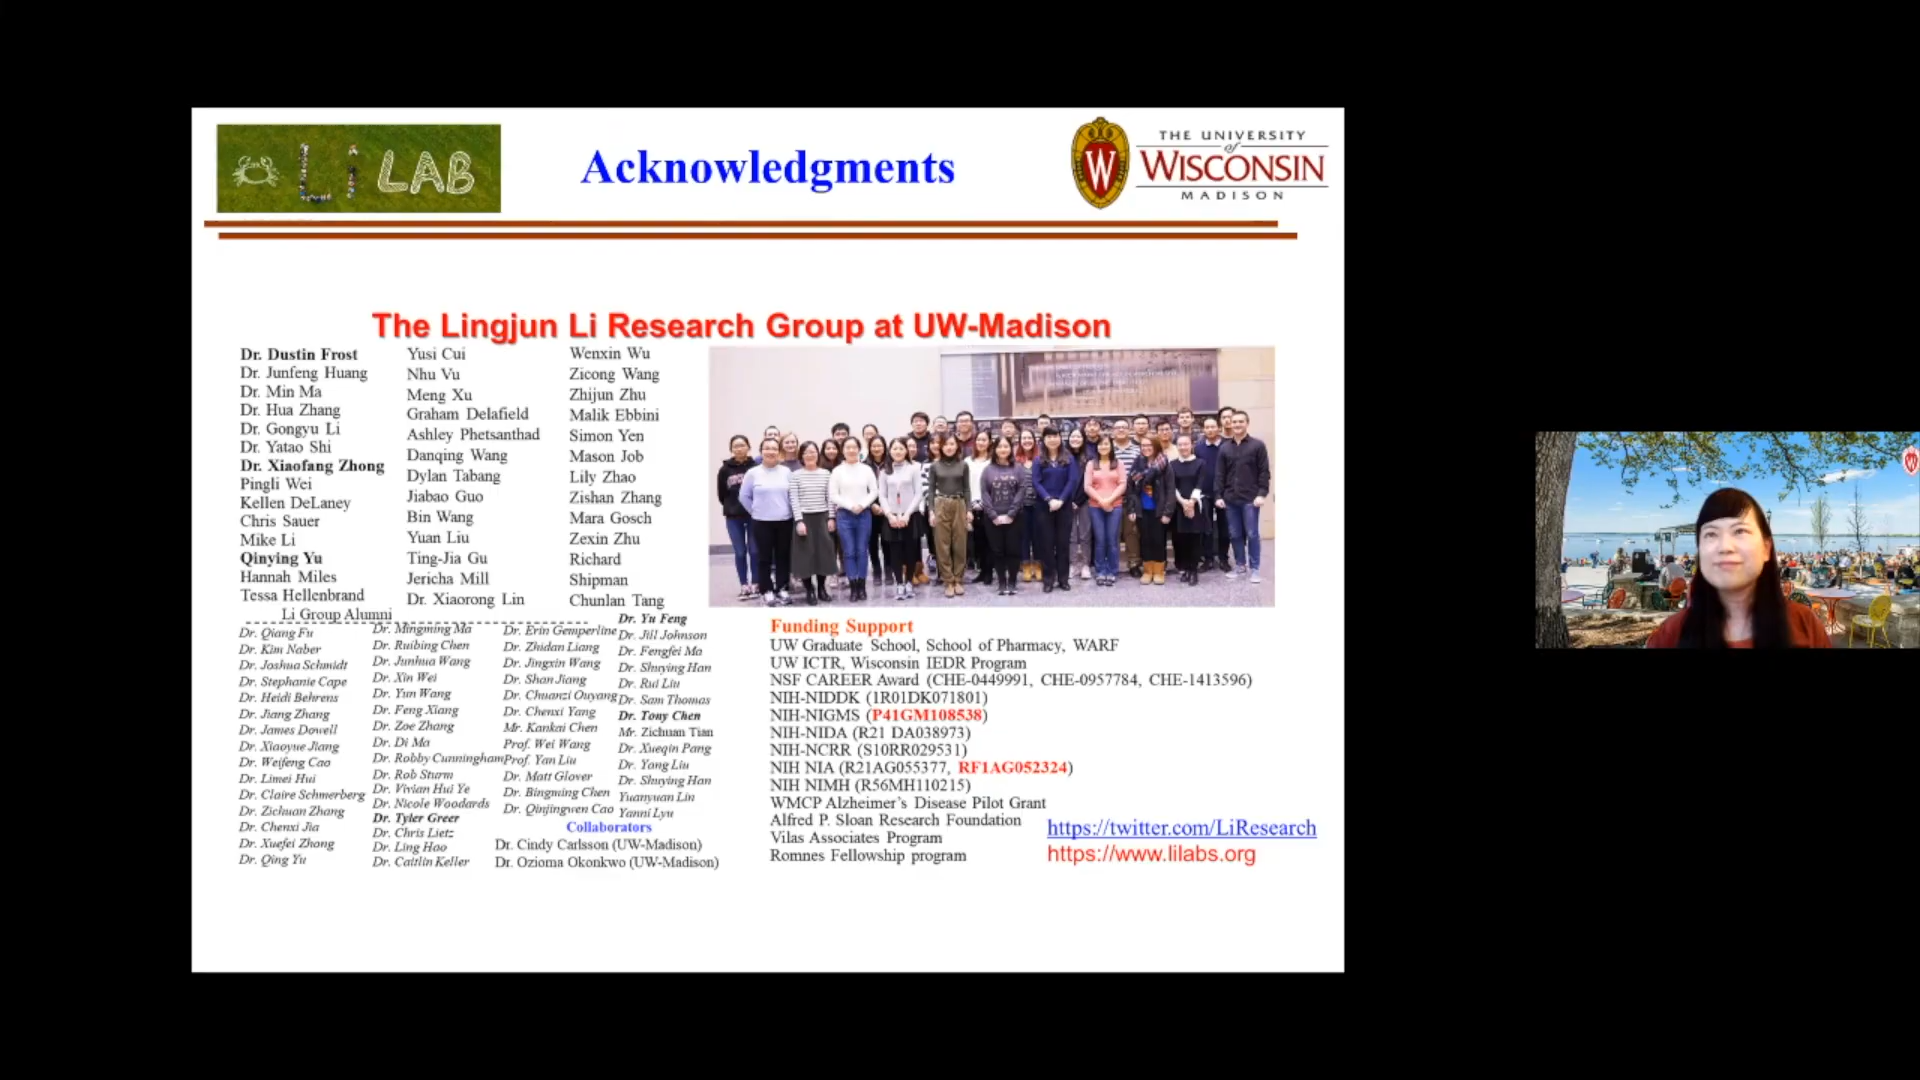 Li LAB
Acknowledgments
THE UNIVERSITY
of
WISCONSIN
MADISON
W
The Lingjun Li Research Group at UW-Madison
Dr. Dustin Frost
Dr. Junfeng Huang
Dr. Min Ma
Dr. Hua Zhang
Dr. Gongyu Li
Dr. Yatao Shi
Dr. Xiaofang Zhong
Pingli Wei
Kellen DeLaney
Chris Sauer
Mike Li
Qinying Yu
Hannah Miles
Tessa Hellenbrand
Yusi Cui
Nhu Vu
Meng Xu
Graham Delafield
Ashley Phetsanthad
Danqing Wang
Dylan Tabang
Jiabao Guo
Bin Wang
Yuan Liu
Ting-Jia Gu
Jericha Mill
Dr. Xiaorong Lin
Wenxin Wu
Zicong Wang
Zhijun Zhu
Malik Ebbini
Simon Yen
Mason Job
Lily Zhao
Zishan Zhang
Mara Gosch
Zexin Zhu
Richard
Shipman
Chunlan Tang
Li Group Alumni
Dr. Qiang Fu
Dr. Kim Naber
Dr. Joshua Schmidt
Dr. Stephanie Cape
Dr. Heidi Behrens
Dr. Jiang Zhang
Dr. James Dowell
Dr. Xiaoyue Jiang
Dr. Weifeng Cao
Dr. Limei Hui
Dr. Claire Schmerberg
Dr. Zichuan Zhang
Dr. Chenxi Jia
Dr. Xuefei Zhong
Dr. Qing Yu
Dr. Mingming Ma
Dr. Ruibing Chen
Dr. Junhua Wang
Dr. Xin Wei
Dr. Yun Wang
Dr. Feng Xiang
Dr. Zoe Zhang
Dr. Di Ma
Dr. Robby Cunningham
Dr. Rob Sturm
Dr. Vivian Hui Ye
Dr. Nicole Woodards
Dr. Tyler Greer
Dr. Chris Lietz
Dr. Ling Hao
Dr. Caitlin Keller
Dr. Erin Gemperline
Dr. Zhidan Liang
Dr. Jingxin Wang
Dr. Shan Jiang
Dr. Chuanzi Ouyang
Dr. Chenxi Yang
Mr. Kankai Chen
Prof. Wei Wang
Prof. Yan Liu
Dr. Matt Glover
Dr. Bingming Chen
Dr. Qinjingwen Cao
Dr. Yu Feng
Dr. Jill Johnson
Dr. Fengfei Ma
Dr. Shuying Han
Dr. Rui Liu
Dr. Sam Thomas
Dr. Tony Chen
Mr. Zichuan Tian
Dr. Xueqin Pang
Dr. Yang Liu
Dr. Shuying Han
Yuanyuan Lin
Yanni Lyu
Collaborators
Dr. Cindy Carlsson (UW-Madison)
Dr. Ozioma Okonkwo (UW-Madison)
Funding Support
UW Graduate School, School of Pharmacy, WARF
UW ICTR, Wisconsin IEDR Program
NSF CAREER Award (CHE-0449991, CHE-0957784, CHE-1413596)
NIH-NIDDK (1R01DK071801)
NIH-NIGMS (P41GM108538)
NIH-NIDA (R21 DA038973)
NIH-NCRR (S10RR029531)
NIH NIA (R21AG055377, RF1AG052324)
NIH NIMH (R56MH110215)
WMCP Alzheimer's Disease Pilot Grant
Alfred P. Sloan Research Foundation
Vilas Associates Program
Romnes Fellowship program
https://twitter.com/LiResearch
https://www.lilabs.org
W